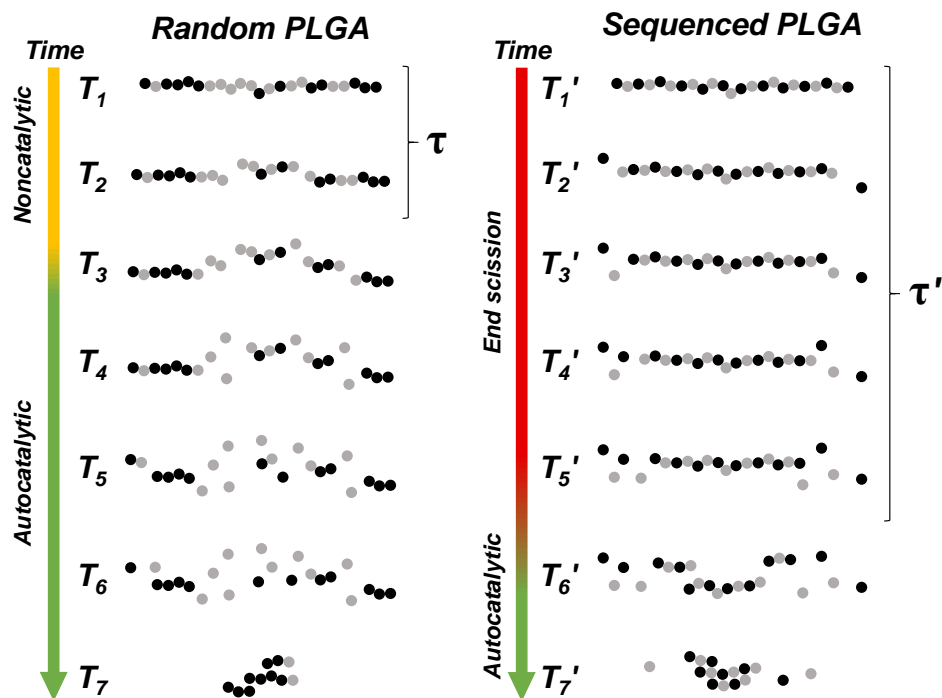 Random PLGA
Time
Noncatalytic
Autocatalytic
T1
T2
T3
T4
T5
T6
T7
τ
Sequenced PLGA
Time
End scission
Autocatalytic
T1'
T2'
T3'
T4'
T5'
T6'
T7'
τ'